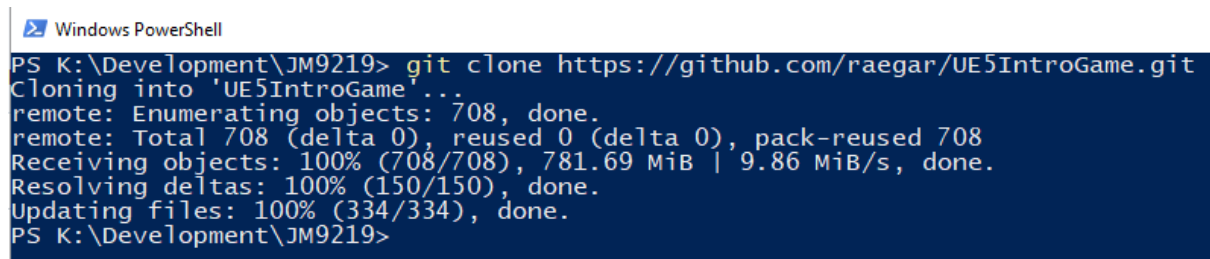 Windows PowerShell
PS K:\Development\JM9219> git clone https://github.com/raegar/UE5IntroGame.git
Cloning into 'UE5IntroGame'...
remote: Enumerating objects: 708, done.
remote: Total 708 (delta 0), reused 0 (delta 0), pack-reused 708
Receiving objects: 100% (708/708), 781.69 MiB | 9.86 MiB/s, done.
Resolving deltas: 100% (150/150), done.
Updating files: 100% (334/334), done.
PS K:\Development\JM9219>